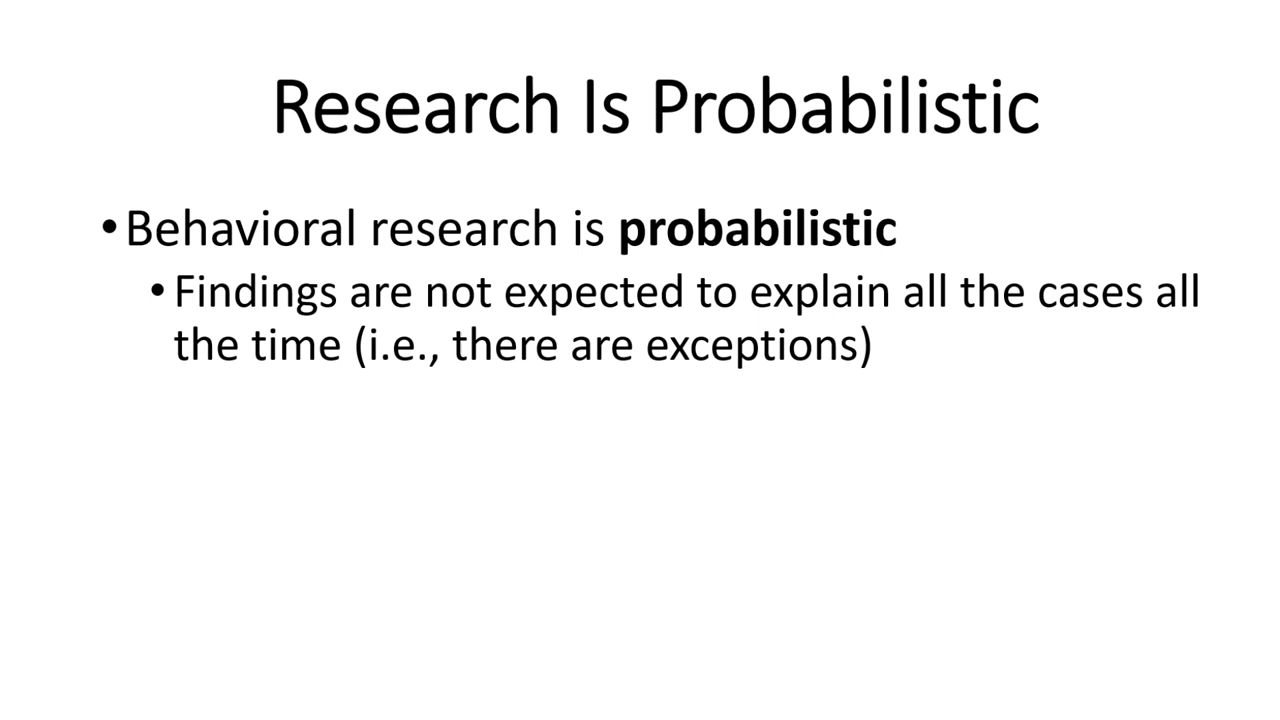 Research Is Probabilistic
•Behavioral research is probabilistic
•Findings are not expected to explain all the cases all
the time (i.e., there are exceptions)